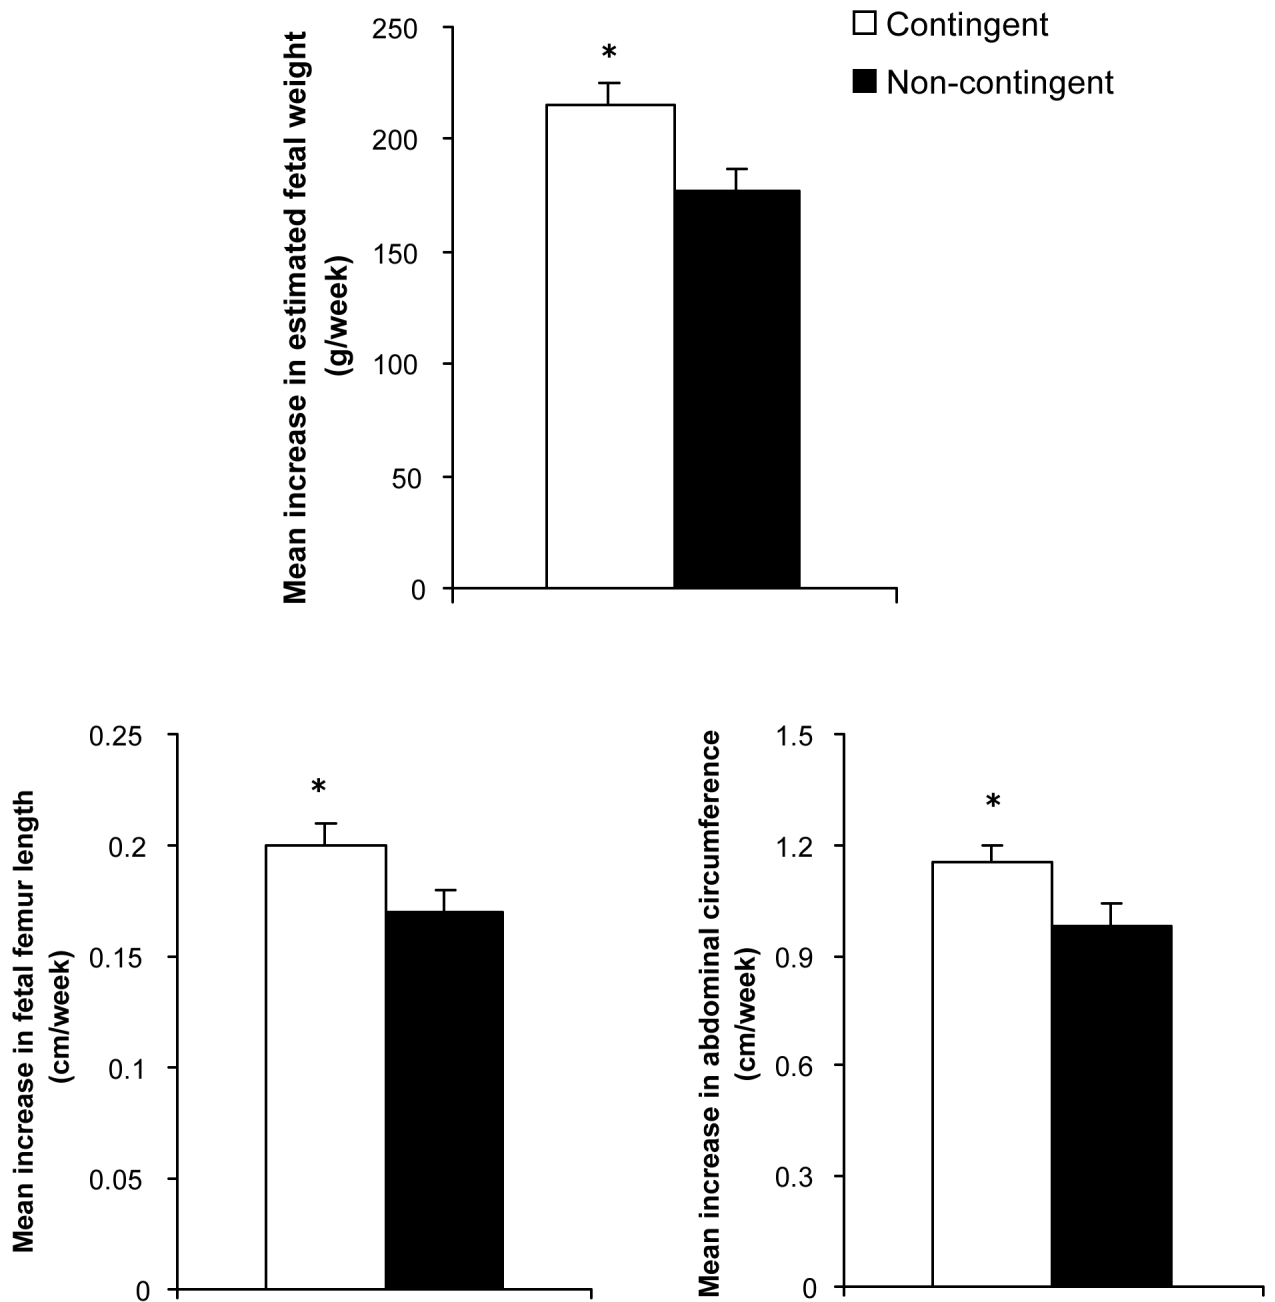 Contingent
Non-contingent
Mean increase in estimated fetal weight
(g/week)
250
*
200
150
100
50
0
Mean increase in fetal femur length
(cm/week)
0.25
*
0.2
0.15
0.1
0.05
0
Mean increase in abdominal circumference
(cm/week)
1.5
*
1.2
0.9
0.6
0.3
0